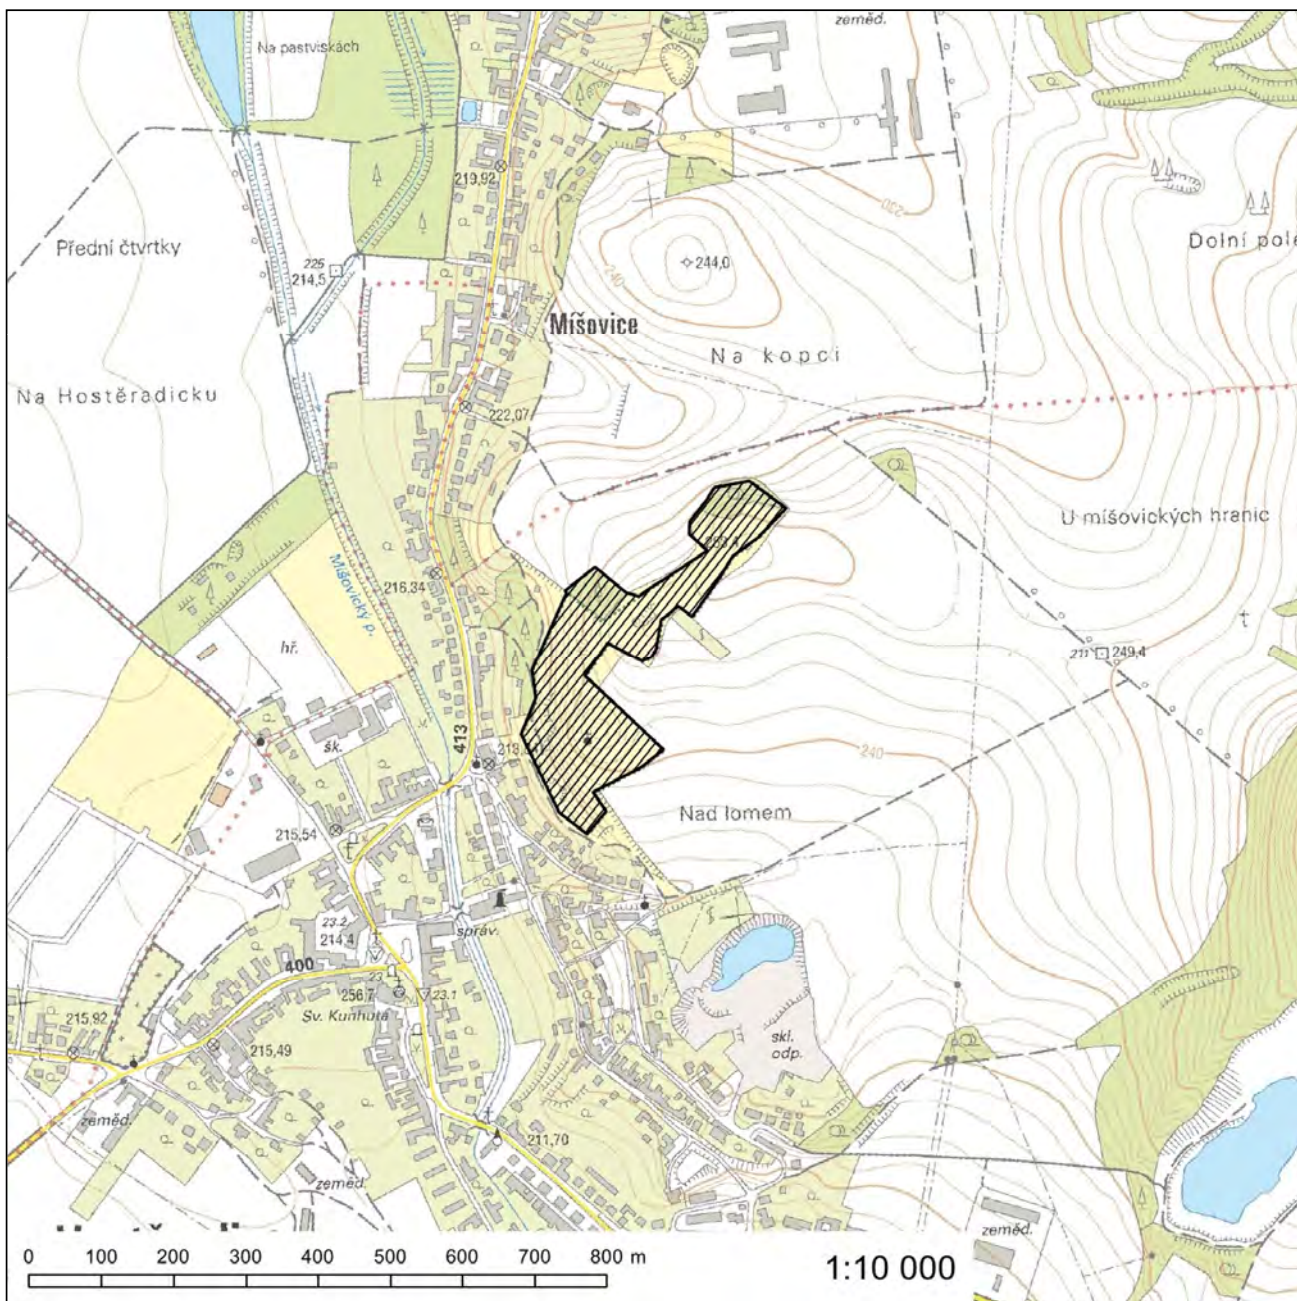 zeměd.
Na pastviskách
219,92
Přední čtvrtky
225
214,5
230
Dolní pole
240
244,0
Míšovice
Na kopci
Na Hostěradicku
222,07
U míšovických hranic
Míšovický p.
216,34
hř.
211
249,4
413
šk.
240
215,54
Nad lomem
23.2
214,4
správ.
400
23.1
256,7
Sv. Kunhuta
215,92
215,49
skl.
odp.
zeměd.
211,70
zeměd.
zeměd.
0 100 200 300 400 500 600 700 800 m
1:10 000